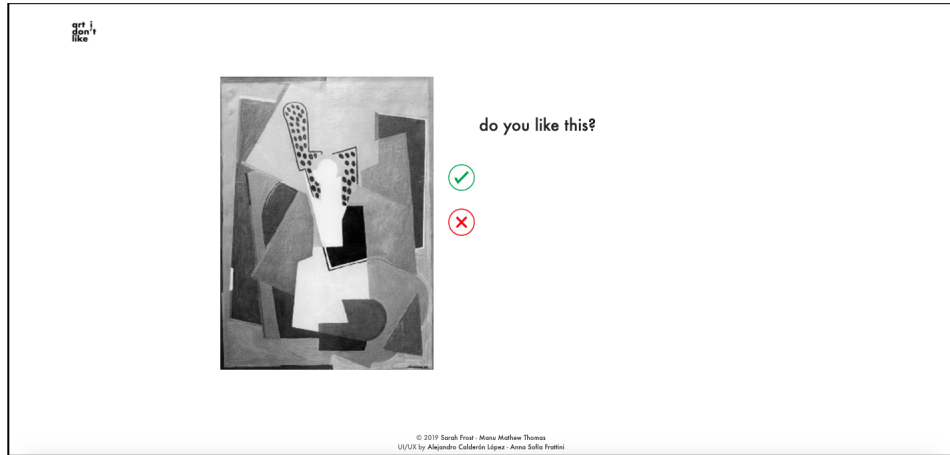 art i
don't
like
do you like this?
© 2019 Sarah Frost - Manu Mathew Thomas
UI/UX by Alejandro Calderón López - Anna Sofia Frattini